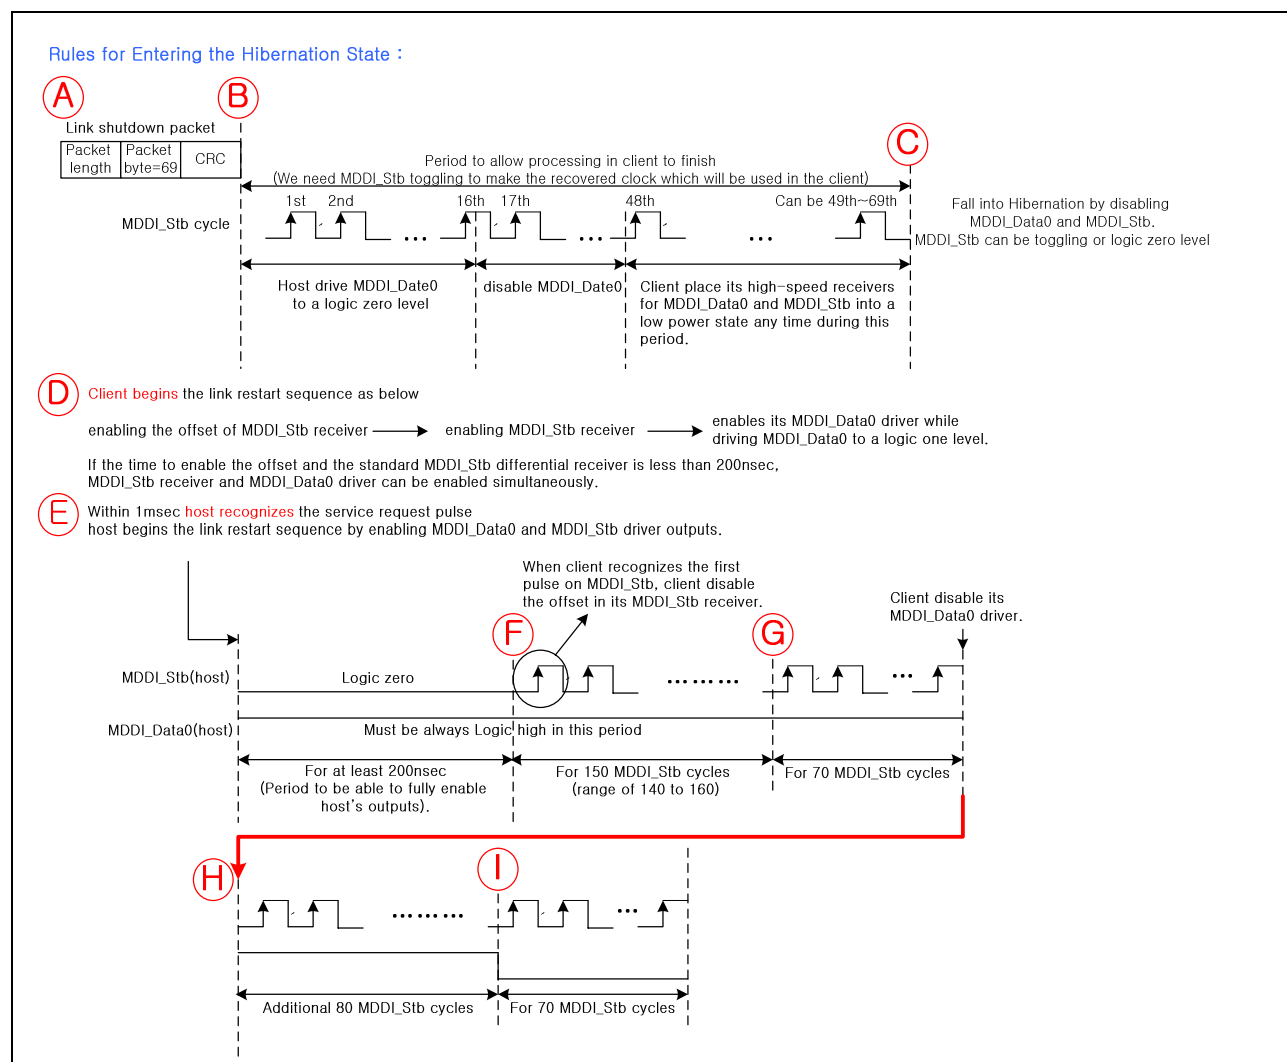 Rules for Entering the Hibernation State :
A
B
C
Link shutdown packet
Packet length
Packet byte=69
CRC
Period to allow processing in client to finish
(We need MDDI_Stb toggling to make the recovered clock which will be used in the client)
1st
2nd
16th
17th
48th
Can be 49th~69th
MDDI_Stb cycle
Fall into Hibernation by disabling
MDDI_Data0 and MDDI_Stb.
MDDI_Stb can be toggling or logic zero level
Host drive MDDI_Date0
to a logic zero level
disable MDDI_Date0
Client place its high-speed receivers
for MDDI_Data0 and MDDI_Stb into a
low power state any time during this
period.
D
Client begins the link restart sequence as below
enabling the offset of MDDI_Stb receiver
enabling MDDI_Stb receiver
enables its MDDI_Data0 driver while
driving MDDI_Data0 to a logic one level.
If the time to enable the offset and the standard MDDI_Stb differential receiver is less than 200nsec,
MDDI_Stb receiver and MDDI_Data0 driver can be enabled simultaneously.
E
Within 1msec host recognizes the service request pulse
host begins the link restart sequence by enabling MDDI_Data0 and MDDI_Stb driver outputs.
When client recognizes the first
pulse on MDDI_Stb, client disable
the offset in its MDDI_Stb receiver.
Client disable its
MDDI_Data0 driver.
F
G
MDDI_Stb(host)
Logic zero
MDDI_Data0(host)
Must be always Logic high in this period
For at least 200nsec
(Period to be able to fully enable
host's outputs).
For 150 MDDI_Stb cycles
(range of 140 to 160)
For 70 MDDI_Stb cycles
H
I
Additional 80 MDDI_Stb cycles
For 70 MDDI_Stb cycles